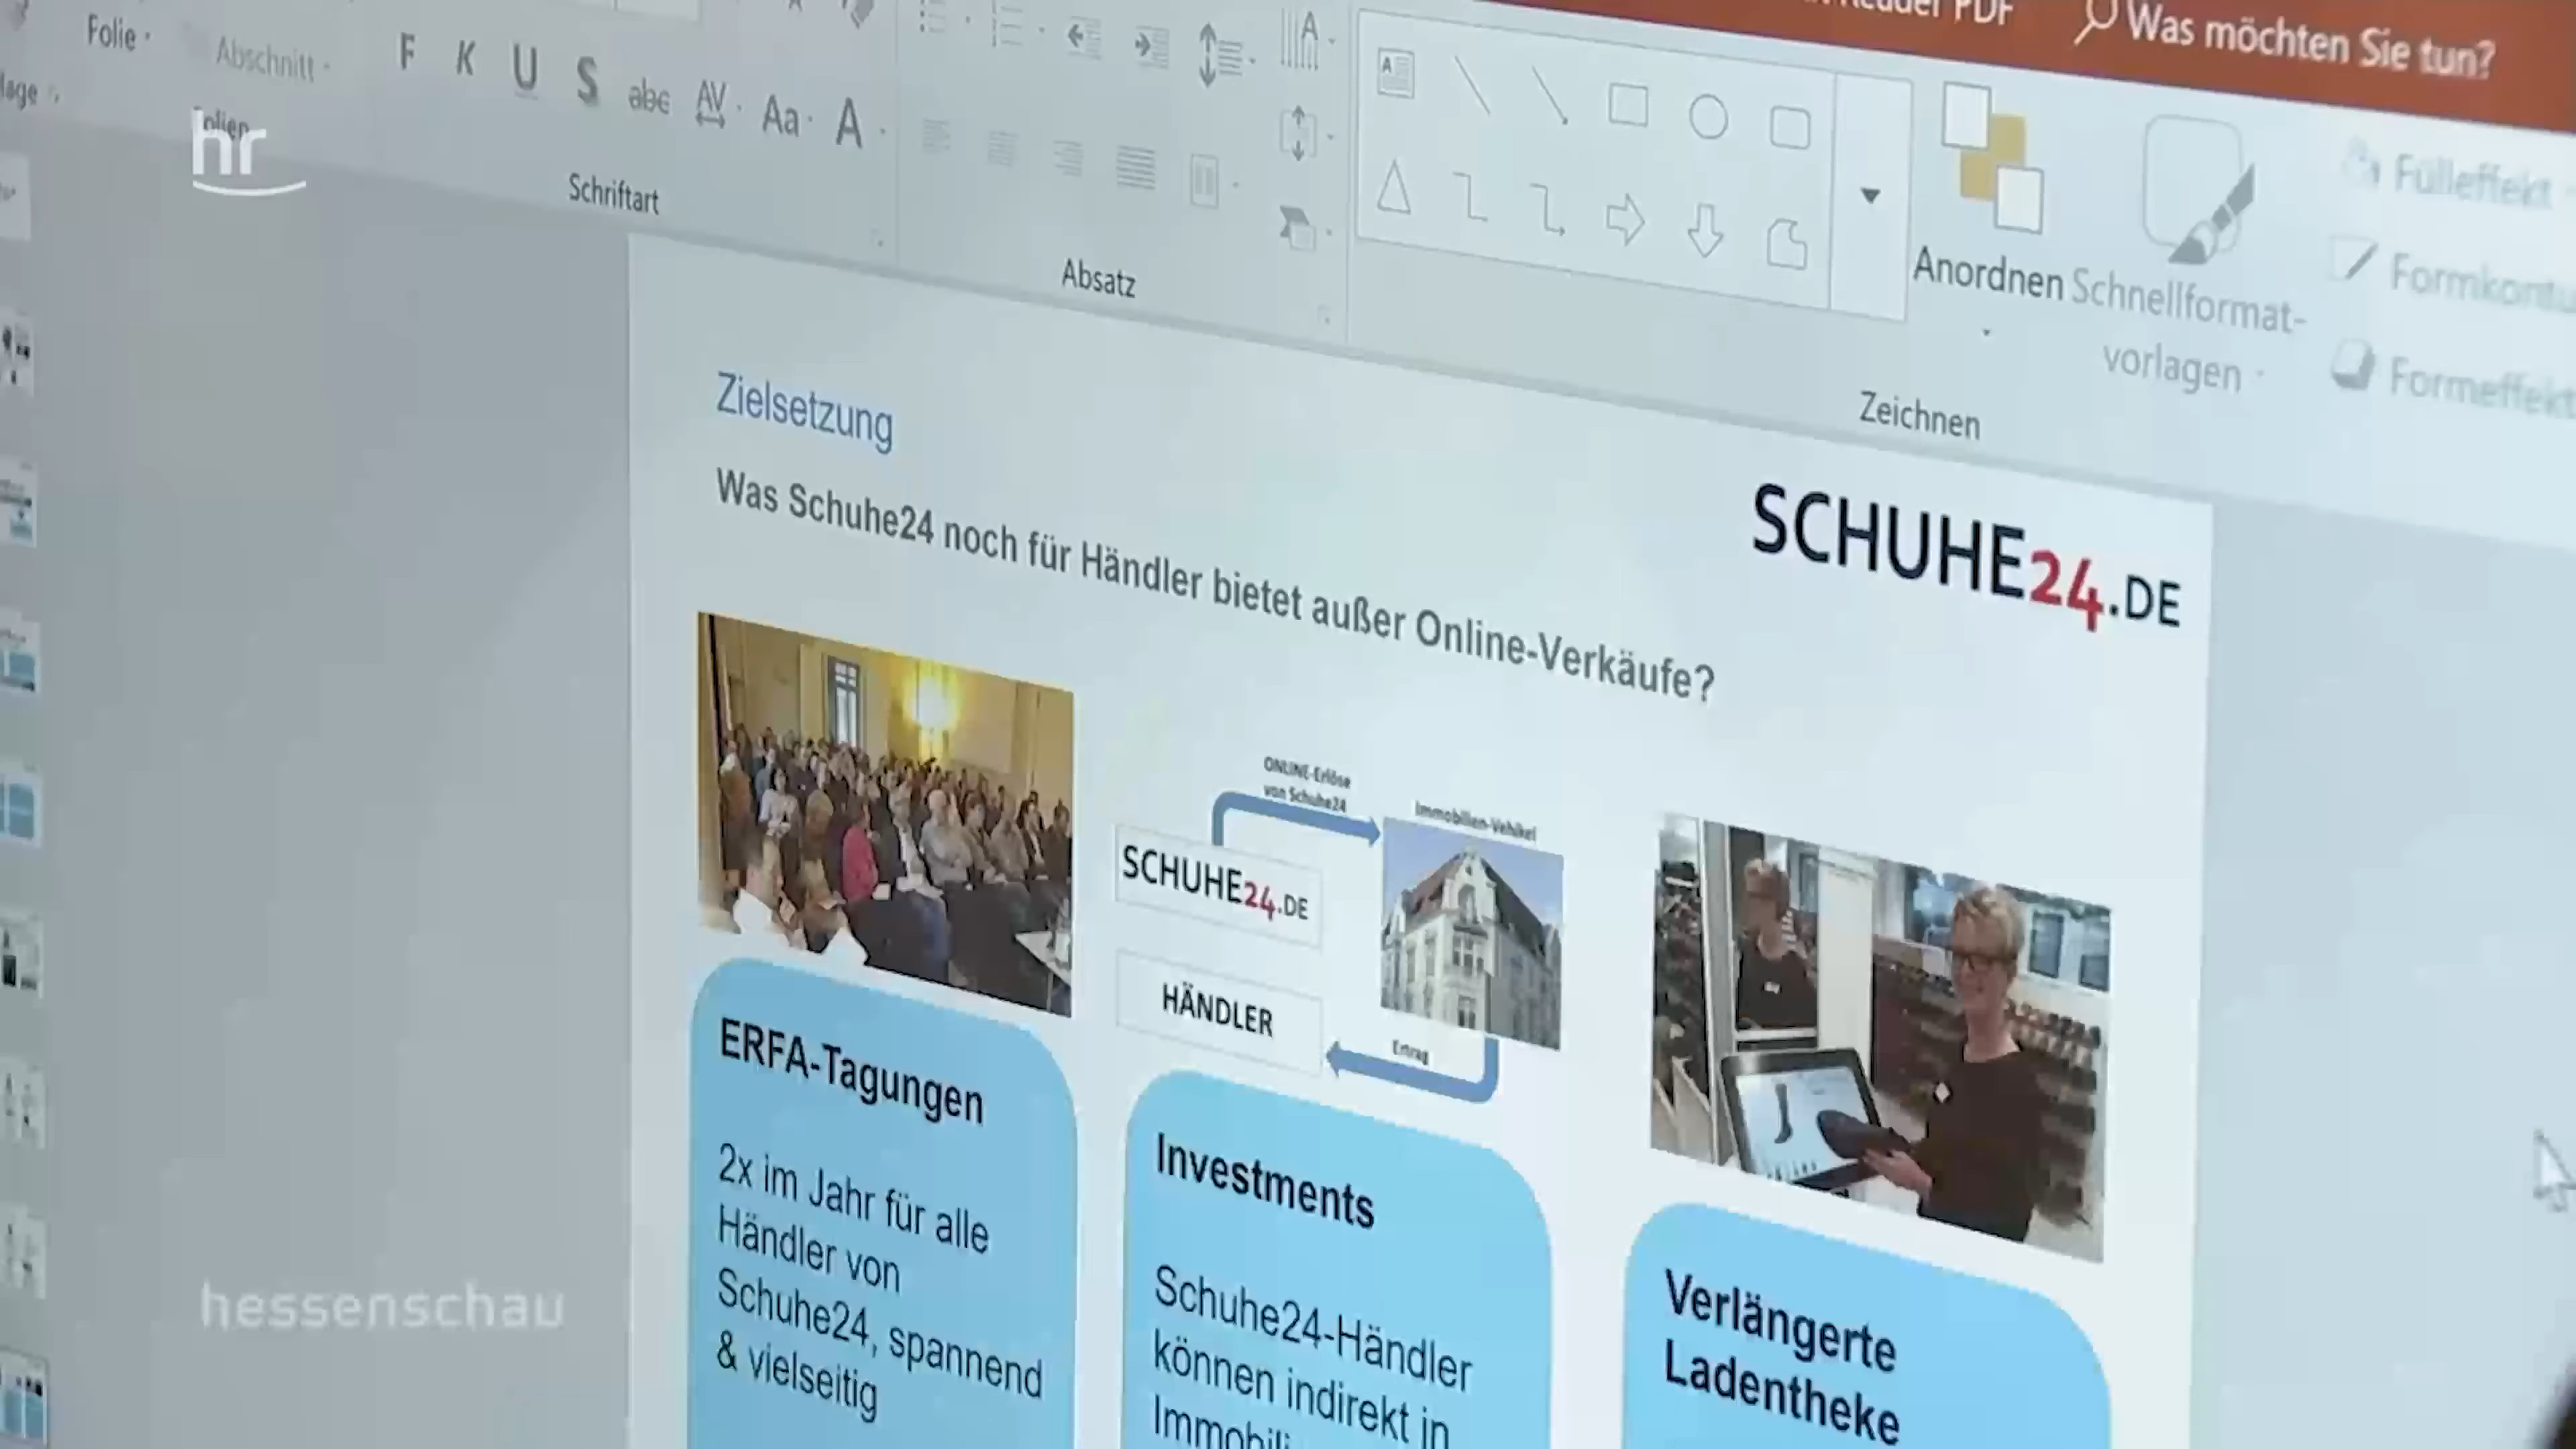 Reader PDF
Was möchten Sie tun?
Folie
Abschnitt
F K U S abc AV Aa A
Folien
hr
Schriftart
Absatz
Anordnen
Schnellformat-
vorlagen
Fülleffekt
Zeichnen
Zielsetzung
Was Schuhe24 noch für Händler bietet außer Online-Verkäufe?
SCHUHE24.DE
ONLINE-Erlöse
von Schuhe24
Immobilien-Vehikel
SCHUHE24.DE
HÄNDLER
Ertrag
ERFA-Tagungen
2x im Jahr für alle
Händler von
Schuhe24, spannend
& vielseitig
Investments
Schuhe24-Händler
können indirekt in
Verlängerte
Ladentheke
hessenschau